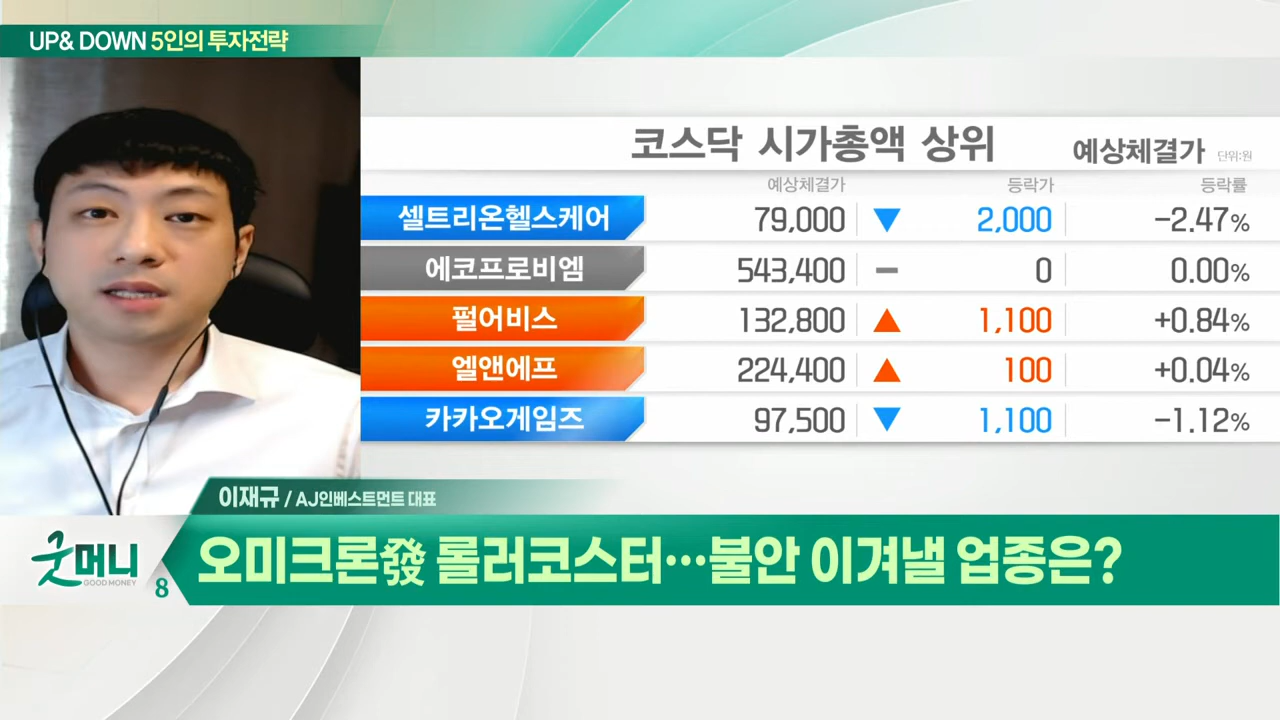 UP& DOWN 5인의 투자전략
코스닥 시가총액 상위 예상체결가 단위:원
예상체결가 등락가 등락률
셀트리온헬스케어 79,000 ▼ 2,000 -2.47%
에코프로비엠 543,400 - 0 0.00%
펄어비스 132,800 ▲ 1,100 +0.84%
엘앤에프 224,400 ▲ 100 +0.04%
카카오게임즈 97,500 ▼ 1,100 -1.12%
이재규 / AJ인베스트먼트 대표
굿머니
GOOD MONEY
8
오미크론發 롤러코스터…불안 이겨낼 업종은?